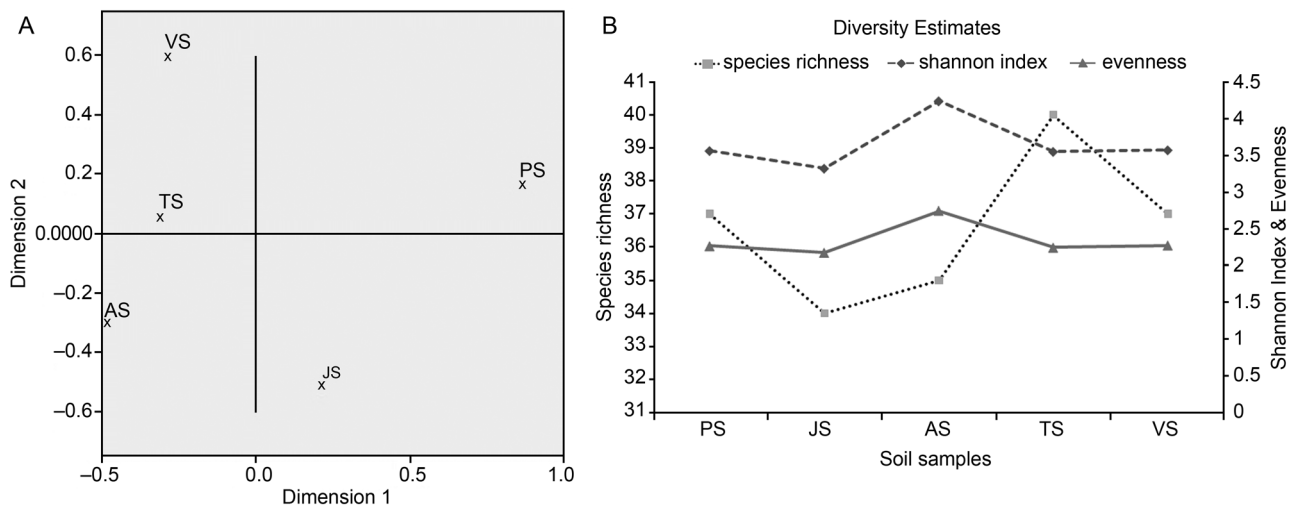 A
VS
TS
AS
PS
JS
0.6
0.4
0.2
0.0000
–0.2
–0.4
–0.6
Dimension 2
–0.5
0.0
0.5
1.0
Dimension 1
B
Diversity Estimates
species richness
shannon index
evenness
41
40
39
38
37
36
35
34
33
32
31
Species richness
4.5
4
3.5
3
2.5
2
1.5
1
0.5
0
Shannon Index & Evenness
PS
JS
AS
TS
VS
Soil samples